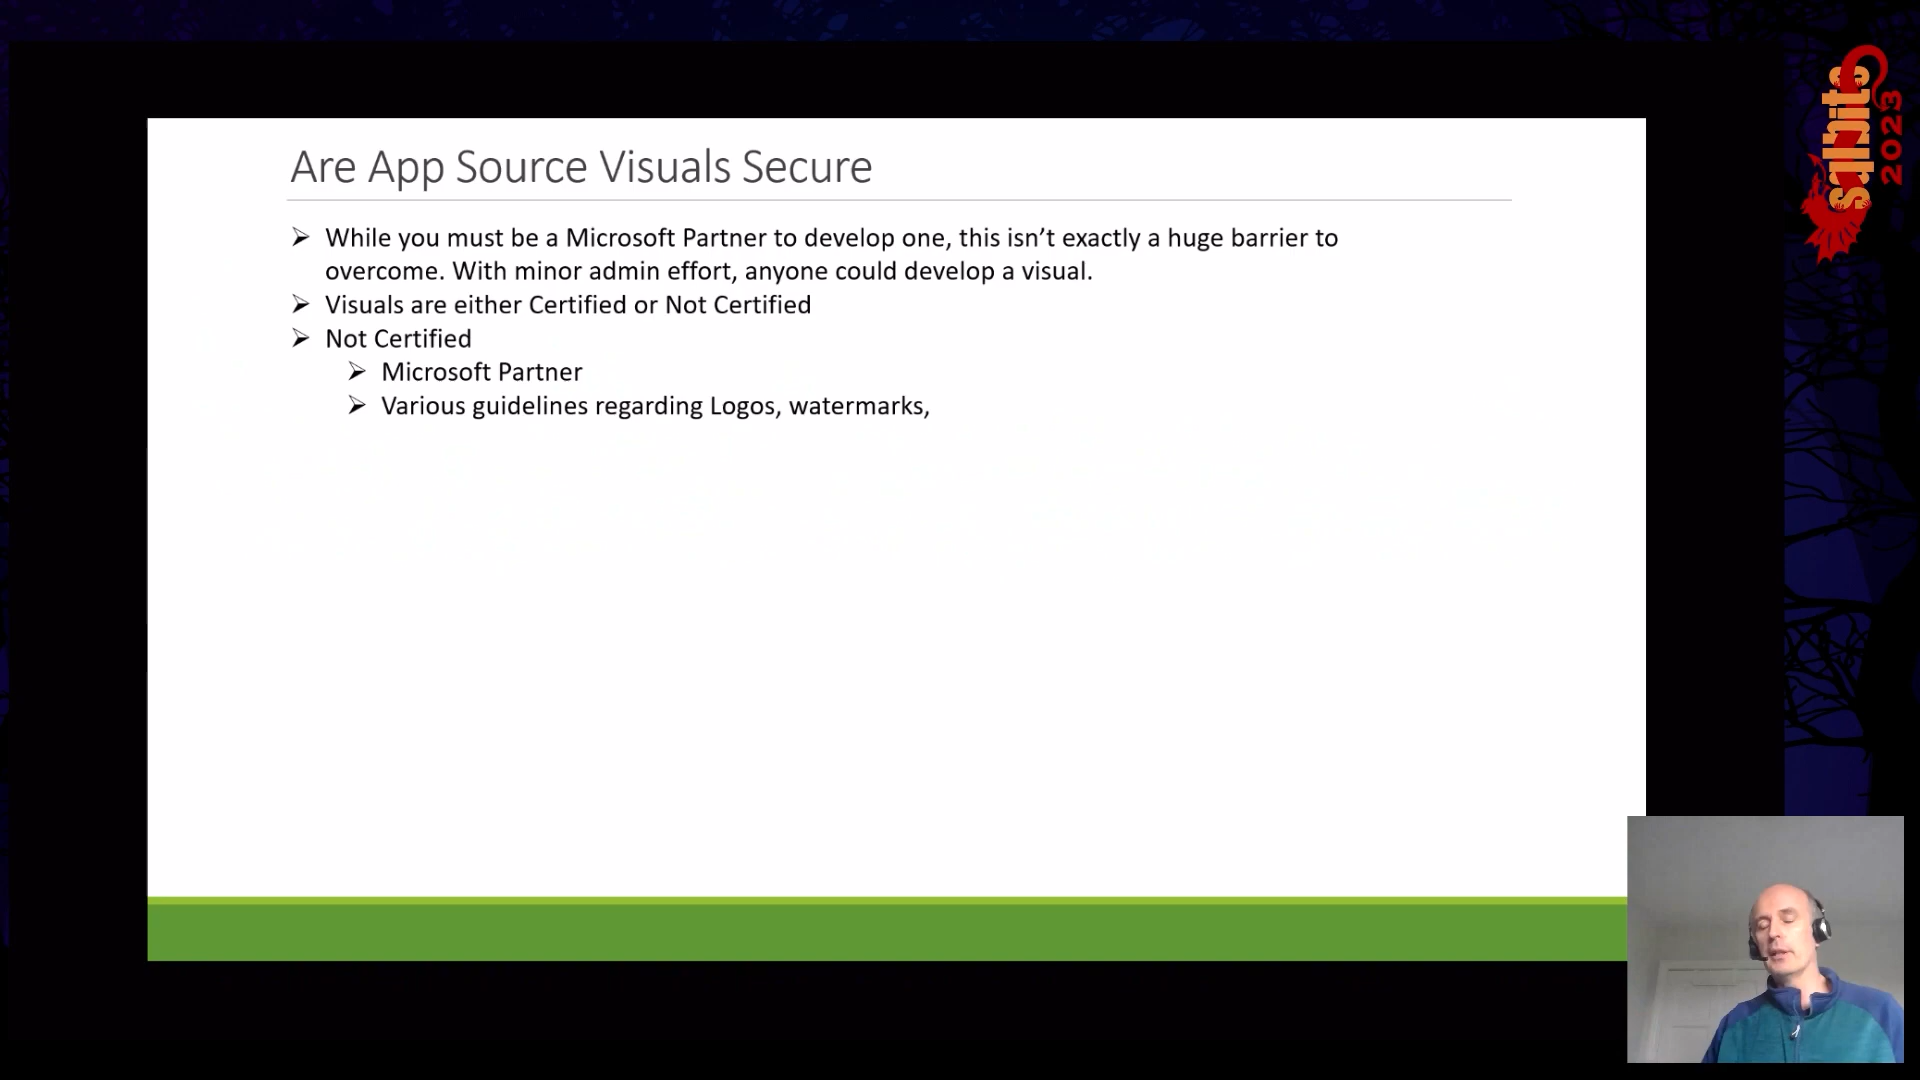 Are App Source Visuals Secure
While you must be a Microsoft Partner to develop one, this isn’t exactly a huge barrier to
overcome. With minor admin effort, anyone could develop a visual.
Visuals are either Certified or Not Certified
Not Certified
Microsoft Partner
Various guidelines regarding Logos, watermarks,
sqlbits
2023